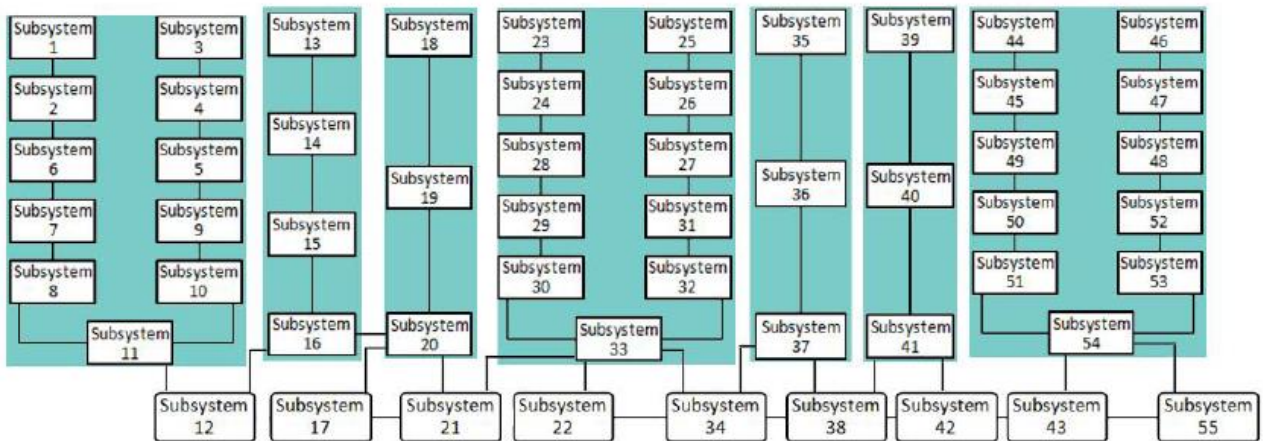 Subsystem
1
Subsystem
3
Subsystem
13
Subsystem
18
Subsystem
23
Subsystem
25
Subsystem
35
Subsystem
39
Subsystem
44
Subsystem
46
Subsystem
2
Subsystem
4
Subsystem
14
Subsystem
24
Subsystem
26
Subsystem
45
Subsystem
47
Subsystem
6
Subsystem
5
Subsystem
19
Subsystem
28
Subsystem
27
Subsystem
36
Subsystem
40
Subsystem
49
Subsystem
48
Subsystem
7
Subsystem
9
Subsystem
15
Subsystem
29
Subsystem
31
Subsystem
50
Subsystem
52
Subsystem
8
Subsystem
10
Subsystem
30
Subsystem
32
Subsystem
51
Subsystem
53
Subsystem
11
Subsystem
16
Subsystem
20
Subsystem
33
Subsystem
37
Subsystem
41
Subsystem
54
Subsystem
12
Subsystem
17
Subsystem
21
Subsystem
22
Subsystem
34
Subsystem
38
Subsystem
42
Subsystem
43
Subsystem
55